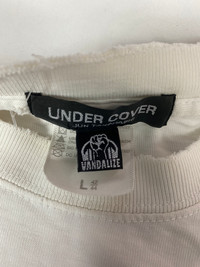 UNDER COVER
JUN TAKAHASHI
VANDALIZE
L